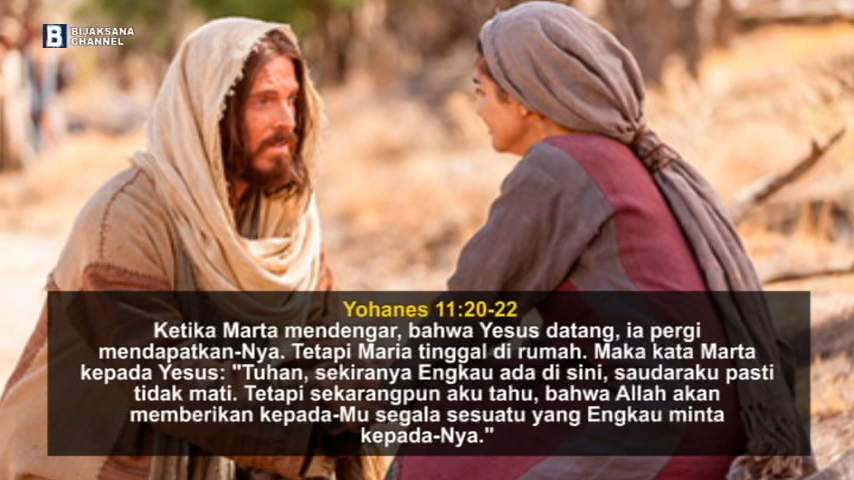 BIJAKSANA
CHANNEL
Yohanes 11:20-22
Ketika Marta mendengar, bahwa Yesus datang, ia pergi
mendapatkan-Nya. Tetapi Maria tinggal di rumah. Maka kata Marta
kepada Yesus: "Tuhan, sekiranya Engkau ada di sini, saudaraku pasti
tidak mati. Tetapi sekarangpun aku tahu, bahwa Allah akan
memberikan kepada-Mu segala sesuatu yang Engkau minta
kepada-Nya."